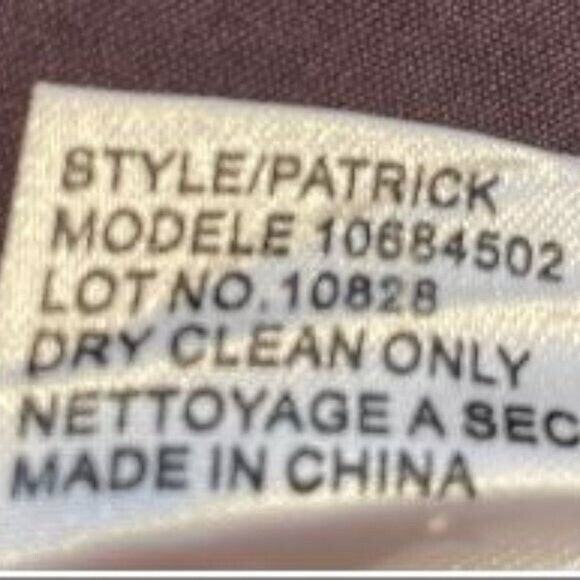 STYLE/PATRICK
MODELE 10684502
LOT NO. 10828
DRY CLEAN ONLY
NETTOYAGE A SEC
MADE IN CHINA